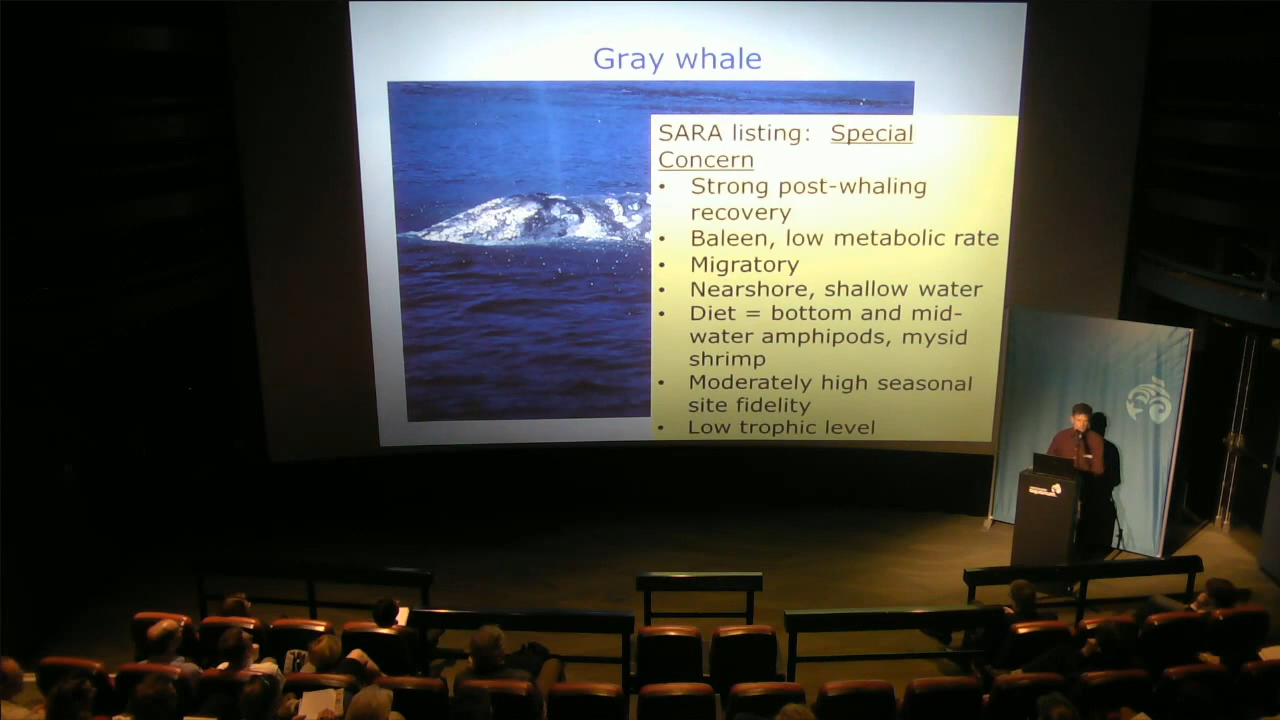 Gray whale
SARA listing: Special
Concern
• Strong post-whaling
recovery
• Baleen, low metabolic rate
• Migratory
• Nearshore, shallow water
• Diet = bottom and mid-
water amphipods, mysid
shrimp
• Moderately high seasonal
site fidelity
• Low trophic level